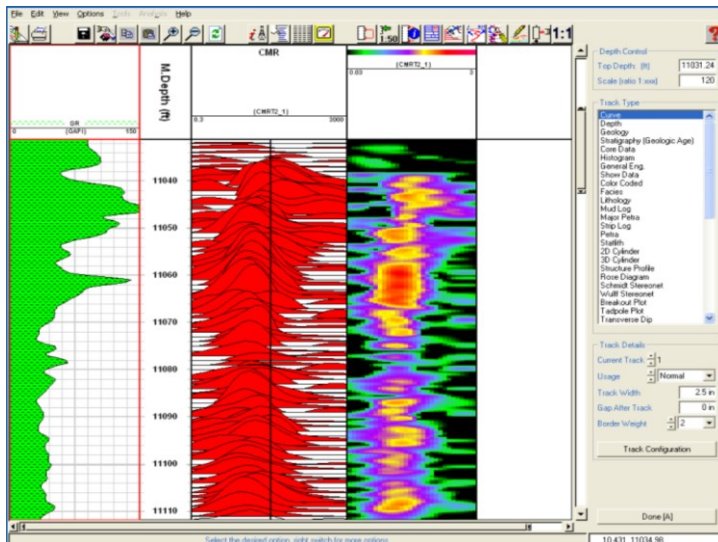 File Edit View Options Tools Analysis Help
1:50
1:1
?
CMR
M.Depth (ft)
(CMRT2_1)
0.00
(CMRT2_1)
0.3 3000
GR
0 (GAPI) 150
11040
11050
11060
11070
11080
11090
11100
11110
Depth Control
Top Depth (ft) 11031.24
Scale (ratio 1:xxx) 120
Track Type
Curve
Depth
Geology
Stratigraphy (Geologic Age)
Core Data
Histogram
General Eng.
Show Data
Color Coded
Facies
Lithology
Mud Log
Major Petra
Strip Log
Petra
Statlith
2D Cylinder
3D Cylinder
Structure Profile
Rose Diagram
Schmidt Stereonet
Wulff Stereonet
Breakout Plot
Tadpole Plot
Transverse Dip
Track Details
Current Track 1
Usage Normal
Track Width 2.5 in
Gap After Track 0 in
Border Weight 2
Track Configuration
Done [A]
Select the desired option, right switch for more options
10.431, 11034.98